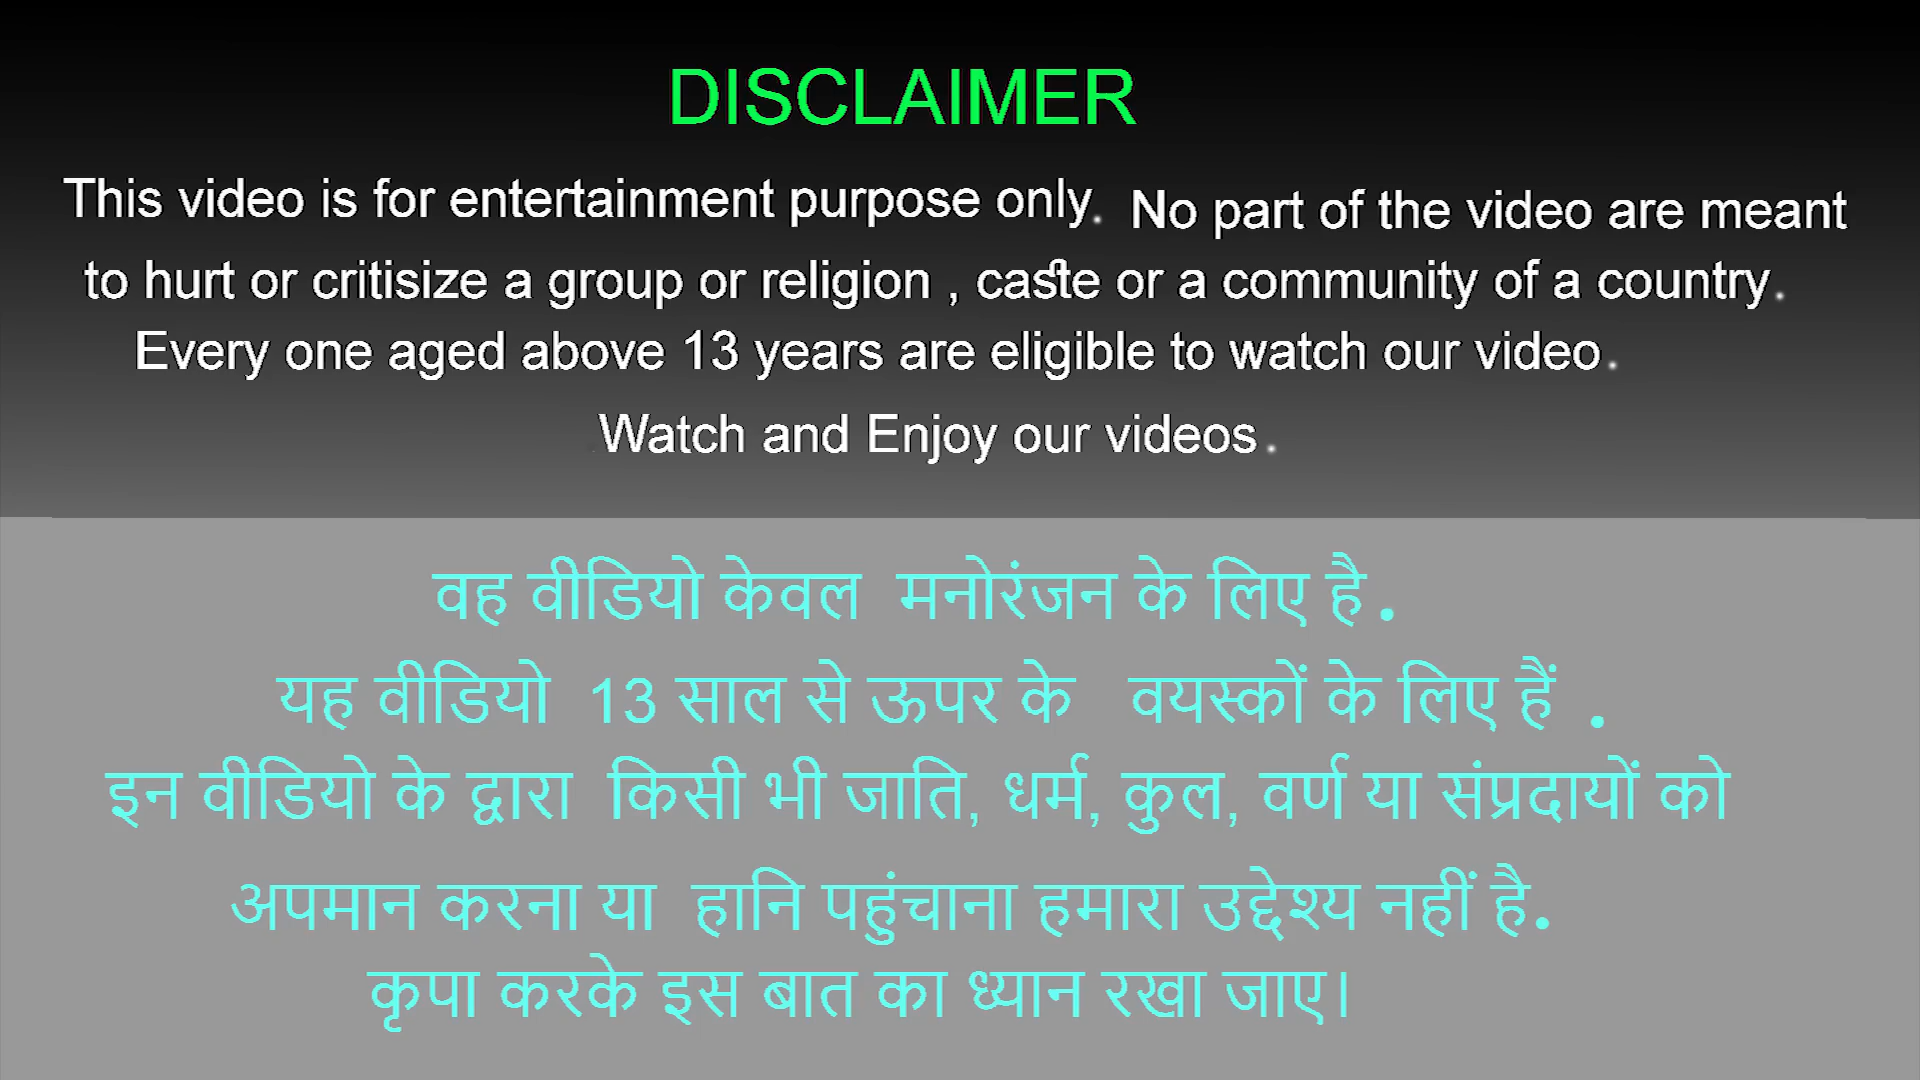 DISCLAIMER
This video is for entertainment purpose only. No part of the video are meant
to hurt or critisize a group or religion , caste or a community of a country.
Every one aged above 13 years are eligible to watch our video.
Watch and Enjoy our videos.
वह वीडियो केवल मनोरंजन के लिए है.
यह वीडियो 13 साल से ऊपर के वयस्कों के लिए हैं .
इन वीडियो के द्वारा किसी भी जाति, धर्म, कुल, वर्ण या संप्रदायों को
अपमान करना या हानि पहुंचाना हमारा उद्देश्य नहीं है.
कृपा करके इस बात का ध्यान रखा जाए।